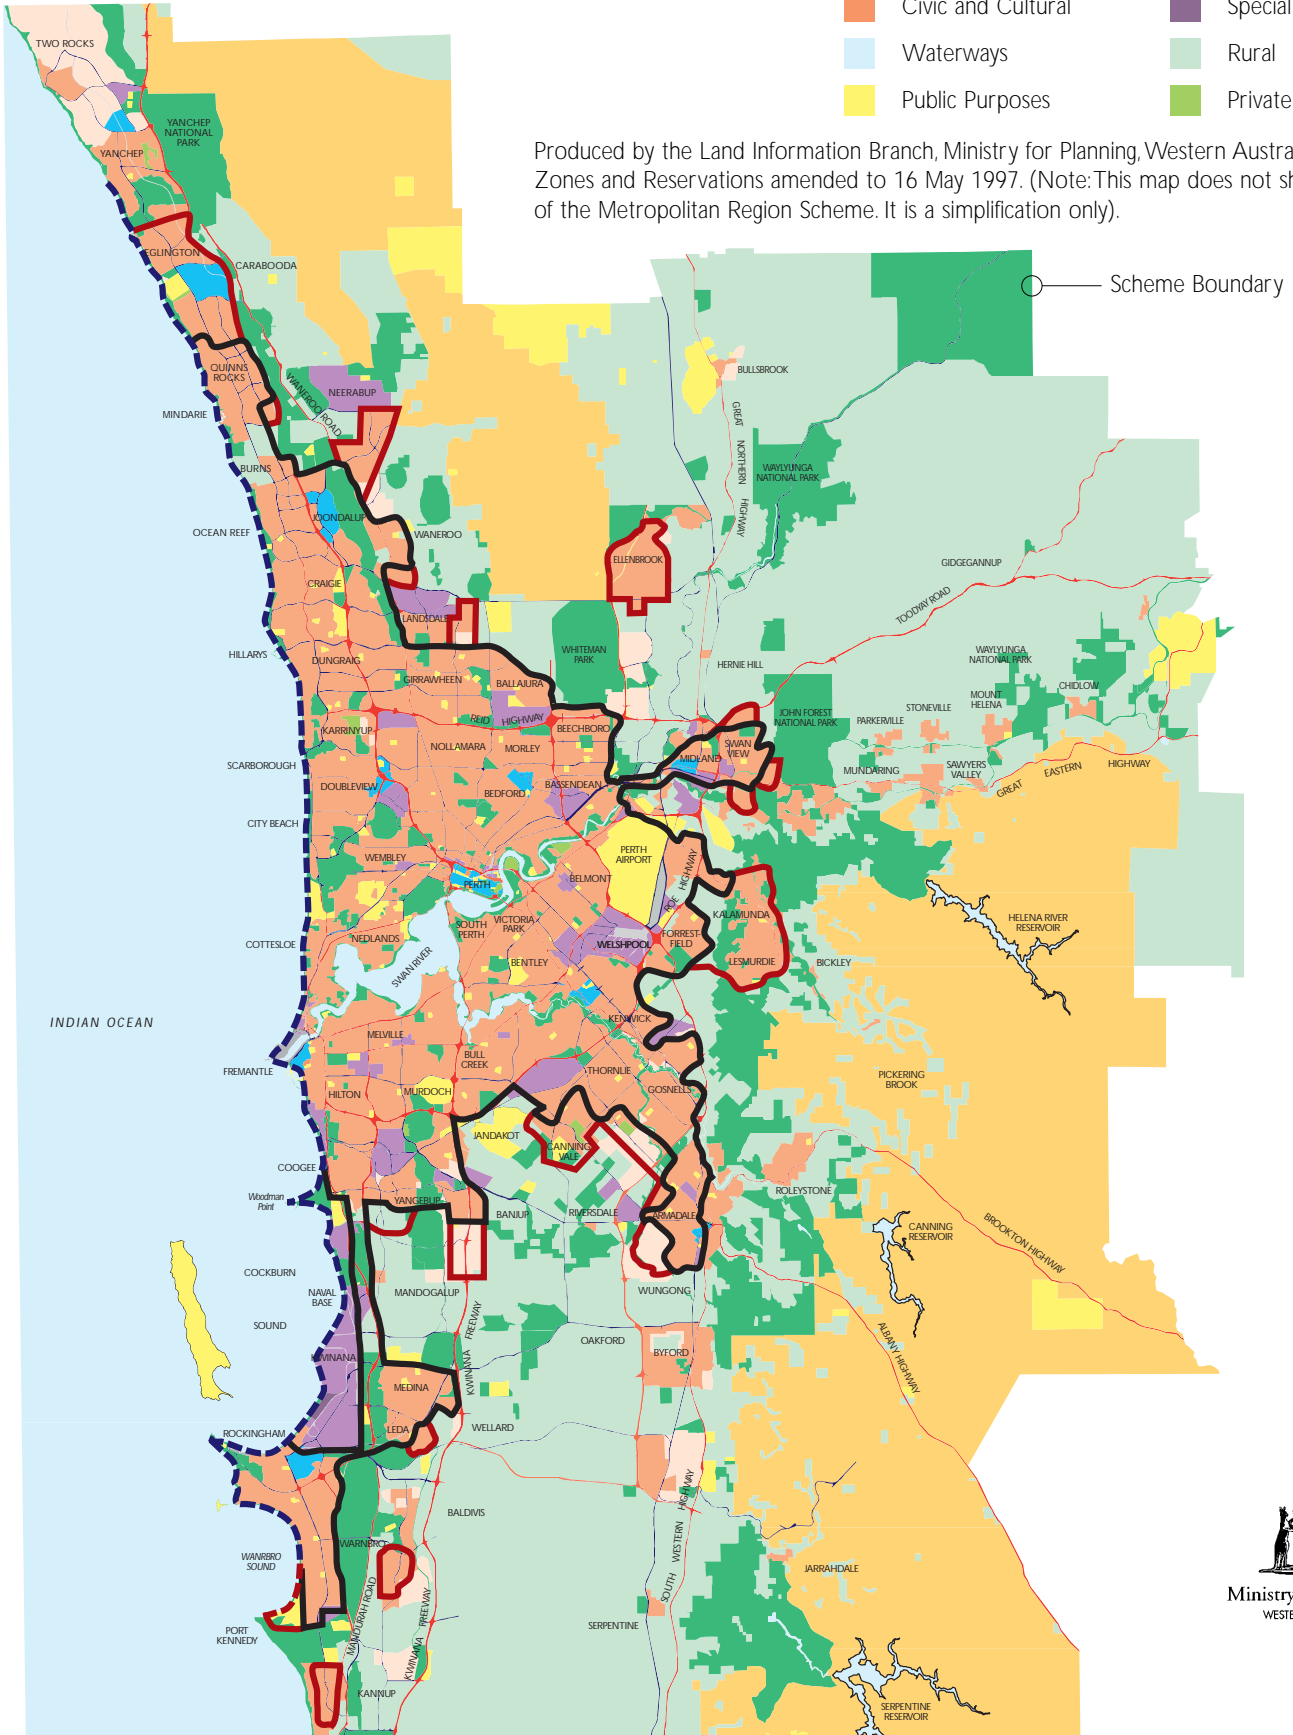 Civic and Cultural
Special
Waterways
Rural
Public Purposes
Private
Produced by the Land Information Branch, Ministry for Planning, Western Austra
Zones and Reservations amended to 16 May 1997. (Note: This map does not sh
of the Metropolitan Region Scheme. It is a simplification only).
Scheme Boundary
TWO ROCKS
YANCHEP
NATIONAL
PARK
YANCHEP
EGLINGTON
CARABOODA
QUINNS
ROCKS
WANEROO ROAD
NEERABUP
MINDARIE
BULLSBROOK
GREAT NORTHERN HIGHWAY
BURNS
WAYLYUNGA
NATIONAL PARK
JOONDALUP
OCEAN REEF
WANEROO
ELLENBROOK
GIDGEGANNUP
CRAIGIE
TOODYAY ROAD
LANDSDALE
HILLARYS
DUNGRAIG
WHITEMAN
PARK
HERNIE HILL
WAYLYUNGA
NATIONAL PARK
GIRRAWHEEN
BALLAJURA
CHIDLOW
MOUNT
HELENA
STONEVILLE
JOHN FOREST
NATIONAL PARK
PARKERVILLE
REID HIGHWAY
KARRINYUP
BEECHBORO
NOLLAMARA
MORLEY
SWAN
VIEW
MIDLAND
SCARBOROUGH
MUNDARING
SAWYERS
VALLEY
GREAT EASTERN HIGHWAY
DOUBLEVIEW
BEDFORD
BASSENDEAN
CITY BEACH
WEMBLEY
PERTH
AIRPORT
ROE HIGHWAY
BELMONT
PERTH
KALAMUNDA
HELENA RIVER
RESERVOIR
VICTORIA
PARK
SOUTH
PERTH
COTTESLOE
NEDLANDS
WELSHPOOL
FORREST-
FIELD
SWAN RIVER
BENTLEY
LESMURDIE
BICKLEY
INDIAN OCEAN
KENWICK
MELVILLE
BULL
CREEK
FREMANTLE
THORNLIE
PICKERING
BROOK
HILTON
MURDOCH
GOSNELLS
JANDAKOT
CANNING
VALE
COOGEE
Woodman
Point
YANGEBUP
ROLEYSTONE
BANJUP
RIVERSDALE
ARMADALE
BROOKTON HIGHWAY
CANNING
RESERVOIR
COCKBURN
SOUND
NAVAL
BASE
MANDOGALUP
WUNGONG
KWINANA FREEWAY
OAKFORD
BYFORD
ALBANY HIGHWAY
KWINANA
MEDINA
LEDA
WELLARD
ROCKINGHAM
BALDIVIS
SOUTH WESTERN HIGHWAY
WARNBRO
WANRBRO
SOUND
JARRAHDALE
MANDURAH ROAD
KWINANA FREEWAY
PORT
KENNEDY
SERPENTINE
KANNUP
SERPENTINE
RESERVOIR
Ministry
WESTE